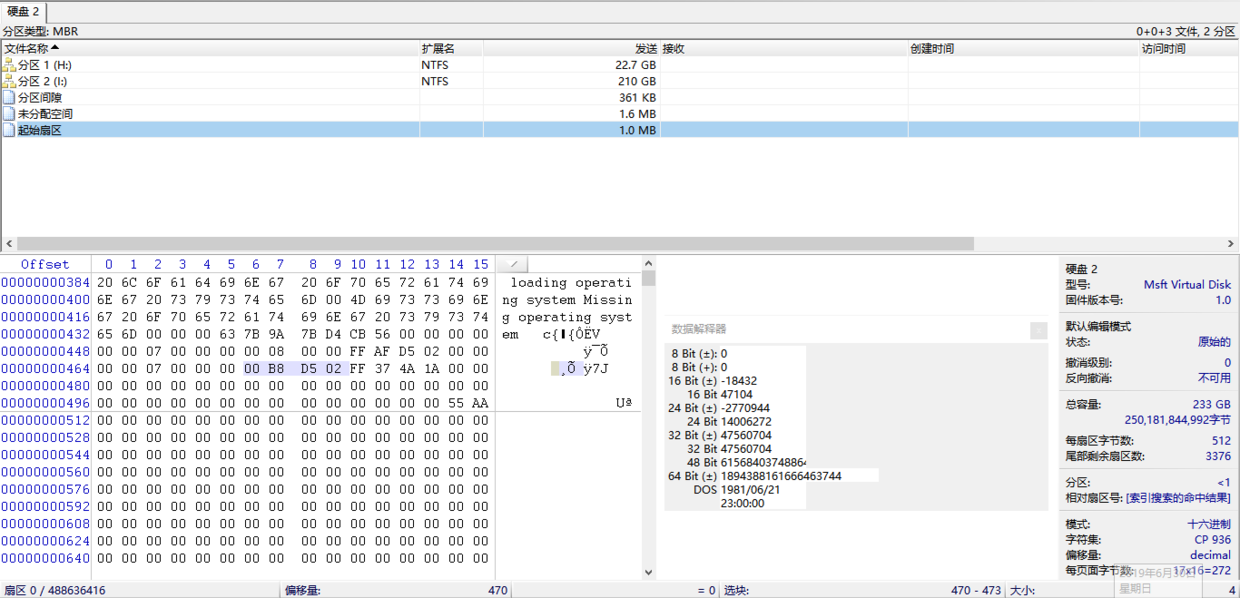 硬盘 2
分区类型: MBR 0+0+3 文件, 2 分区
文件名称 扩展名 发送 接收 创建时间 访问时间
分区 1 (H:) NTFS 22.7 GB
分区 2 (I:) NTFS 210 GB
分区间隙 361 KB
未分配空间 1.6 MB
起始扇区 1.0 MB
Offset 0 1 2 3 4 5 6 7 8 9 10 11 12 13 14 15
00000000384 20 6C 6F 61 64 69 6E 67 20 6F 70 65 72 61 74 69 loading operati
00000000400 6E 67 20 73 79 73 74 65 6D 00 4D 69 73 73 69 6E ng system Missin
00000000416 67 20 6F 70 65 72 61 74 69 6E 67 20 73 79 73 74 g operating syst
00000000432 65 6D 00 00 00 63 7B 9A 7B D4 CB 56 00 00 00 00 em c{ {ÔËV
00000000448 00 00 07 00 00 00 00 08 00 00 FF AF D5 02 00 00 ÿ¯Õ
00000000464 00 00 07 00 00 00 00 B8 D5 02 FF 37 4A 1A 00 00 ¸Õ ÿ7J
00000000480 00 00 00 00 00 00 00 00 00 00 00 00 00 00 00 00
00000000496 00 00 00 00 00 00 00 00 00 00 00 00 00 00 55 AA Uª
00000000512 00 00 00 00 00 00 00 00 00 00 00 00 00 00 00 00
00000000528 00 00 00 00 00 00 00 00 00 00 00 00 00 00 00 00
00000000544 00 00 00 00 00 00 00 00 00 00 00 00 00 00 00 00
00000000560 00 00 00 00 00 00 00 00 00 00 00 00 00 00 00 00
00000000576 00 00 00 00 00 00 00 00 00 00 00 00 00 00 00 00
00000000592 00 00 00 00 00 00 00 00 00 00 00 00 00 00 00 00
00000000608 00 00 00 00 00 00 00 00 00 00 00 00 00 00 00 00
00000000624 00 00 00 00 00 00 00 00 00 00 00 00 00 00 00 00
00000000640 00 00 00 00 00 00 00 00 00 00 00 00 00 00 00 00
数据解释器
8 Bit (±): 0
8 Bit (+): 0
16 Bit (±) -18432
16 Bit 47104
24 Bit (±) -2770944
24 Bit 14006272
32 Bit (±) 47560704
32 Bit 47560704
48 Bit 61568403748864
64 Bit (±) 1894388161666463744
DOS 1981/06/21
23:00:00
硬盘 2
型号: Msft Virtual Disk
固件版本号: 1.0
默认编辑模式
状态: 原始的
撤消级别: 0
反向撤消: 不可用
总容量: 233 GB
250,181,844,992字节
每扇区字节数: 512
尾部剩余扇区数: 3376
分区: <1
相对扇区号: [索引搜索的命中结果]
模式: 十六进制
字符集: CP 936
偏移量: decimal
每页面字节数: 17x16=272
星期日
扇区 0 / 488636416 偏移量: 470 = 0 选块: 470 - 473 大小: 4